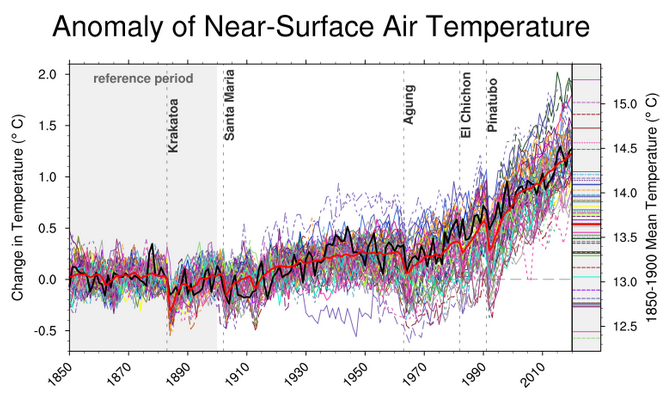 Anomaly of Near-Surface Air Temperature
reference period
Krakatoa
Santa Maria
Agung
El Chichon
Pinatubo
Change in Temperature (° C)
2.0
1.5
1.0
0.5
0.0
-0.5
1850
1870
1890
1910
1930
1950
1970
1990
2010
15.0
14.5
14.0
13.5
13.0
12.5
1850-1900 Mean Temperature (° C)